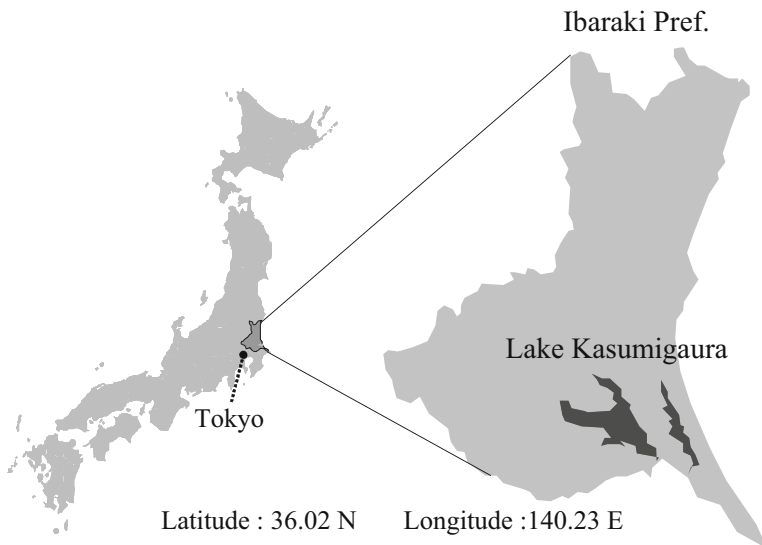 Ibaraki Pref.
Lake Kasumigaura
Tokyo
Latitude : 36.02 N Longitude :140.23 E